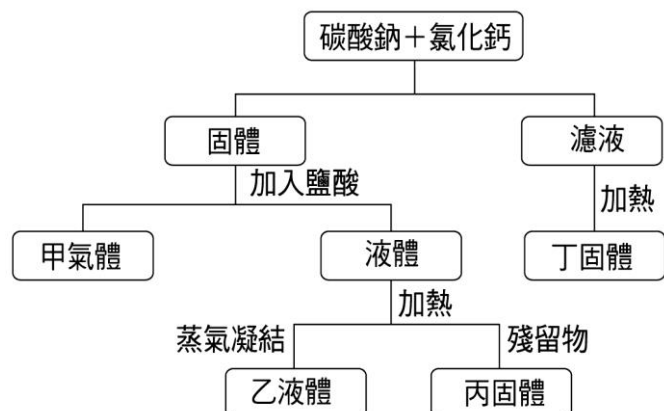 碳酸鈉＋氯化鈣
固體
濾液
加入鹽酸
加熱
甲氣體
液體
丁固體
加熱
蒸氣凝結
殘留物
乙液體
丙固體